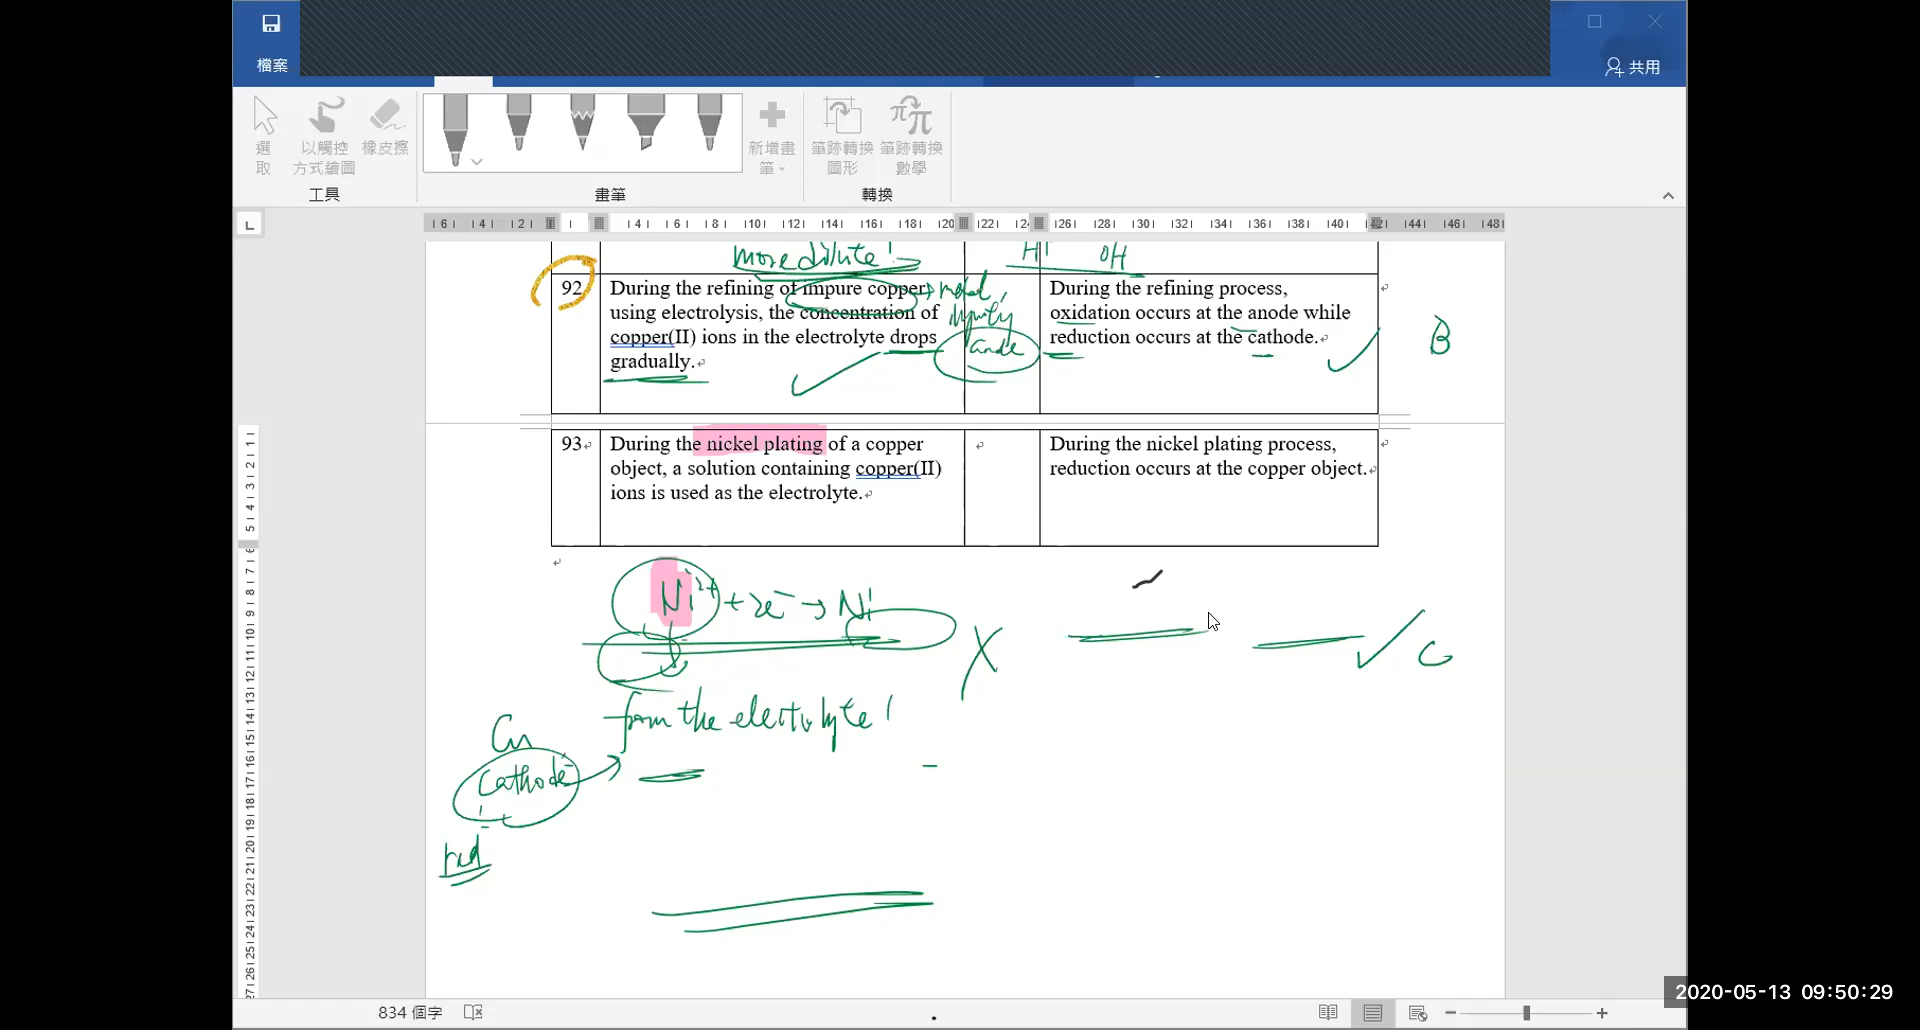 檔案
共用
選取
以觸控方式繪圖
橡皮擦
新增畫筆
筆跡轉換圖形
筆跡轉換數學
工具
畫筆
轉換
more dilute!
H+ OH
92
During the refining of impure copper
using electrolysis, the concentration of
copper(II) ions in the electrolyte drops
gradually.
metal
impurity
anode
During the refining process,
oxidation occurs at the anode while
reduction occurs at the cathode.
B
93
During the nickel plating of a copper
object, a solution containing copper(II)
ions is used as the electrolyte.
During the nickel plating process,
reduction occurs at the copper object.
Ni2+ + 2e- → Ni
X
C
from the electrolyte!
Cu
Cathode
red
834 個字
2020-05-13 09:50:29